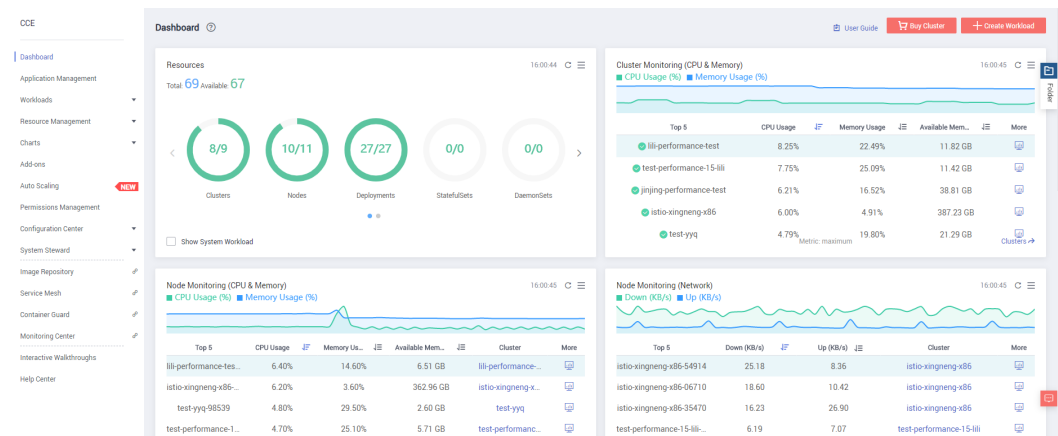 CCE
Dashboard
Application Management
Workloads
Resource Management
Charts
Add-ons
Auto Scaling NEW
Permissions Management
Configuration Center
System Steward
Image Repository
Service Mesh
Container Guard
Monitoring Center
Interactive Walkthroughs
Help Center
Dashboard
User Guide
Buy Cluster
Create Workload
Resources 16:00:44
Total: 69 Available: 67
8/9 10/11 27/27 0/0 0/0
Clusters Nodes Deployments StatefulSets DaemonSets
Show System Workload
Cluster Monitoring (CPU & Memory) 16:00:45
CPU Usage (%) Memory Usage (%)
Top 5 CPU Usage Memory Usage Available Mem... More
lili-performance-test 8.25% 22.49% 11.82 GB
test-performance-15-lili 7.75% 25.09% 11.42 GB
jinjing-performance-test 6.21% 16.52% 38.81 GB
istio-xingneng-x86 6.00% 4.91% 387.23 GB
test-yyq 4.79% 19.80% 21.29 GB
Metric: maximum Clusters
Folder
Node Monitoring (CPU & Memory) 16:00:45
CPU Usage (%) Memory Usage (%)
Top 5 CPU Usage Memory Us... Available Mem... Cluster More
lili-performance-tes... 6.40% 14.60% 6.51 GB lili-performance-...
istio-xingneng-x86-... 6.20% 3.60% 362.96 GB istio-xingneng-x...
test-yyq-98539 4.80% 29.50% 2.60 GB test-yyq
test-performance-1... 4.70% 25.10% 5.71 GB test-performanc...
Node Monitoring (Network) 16:00:45
Down (KB/s) Up (KB/s)
Top 5 Down (KB/s) Up (KB/s) Cluster More
istio-xingneng-x86-54914 25.18 8.36 istio-xingneng-x86
istio-xingneng-x86-06710 18.60 10.42 istio-xingneng-x86
istio-xingneng-x86-35470 16.23 26.90 istio-xingneng-x86
test-performance-15-lili-... 6.19 7.07 test-performance-15-lili